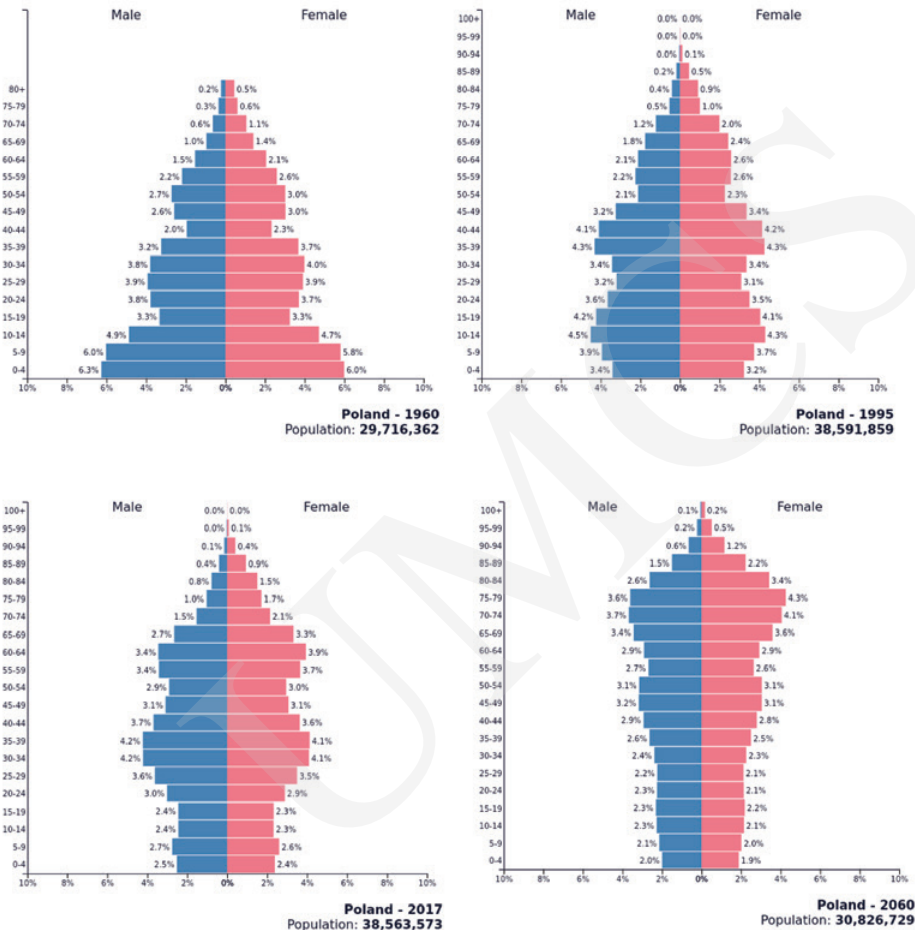 Male Female
80+ 0.2% 0.5%
75-79 0.3% 0.6%
70-74 0.6% 1.1%
65-69 1.0% 1.4%
60-64 1.5% 2.1%
55-59 2.2% 2.6%
50-54 2.7% 3.0%
45-49 2.6% 3.0%
40-44 2.0% 2.3%
35-39 3.2% 3.7%
30-34 3.8% 4.0%
25-29 3.9% 3.9%
20-24 3.8% 3.7%
15-19 3.3% 3.3%
10-14 4.9% 4.7%
5-9 6.0% 5.8%
0-4 6.3% 6.0%
10% 8% 6% 4% 2% 0% 2% 4% 6% 8% 10%
Poland - 1960
Population: 29,716,362
Male Female
100+ 0.0% 0.0%
95-99 0.0% 0.0%
90-94 0.0% 0.1%
85-89 0.2% 0.5%
80-84 0.4% 0.9%
75-79 0.5% 1.0%
70-74 1.2% 2.0%
65-69 1.8% 2.4%
60-64 2.1% 2.6%
55-59 2.2% 2.6%
50-54 2.1% 2.3%
45-49 3.2% 3.4%
40-44 4.1% 4.2%
35-39 4.3% 4.3%
30-34 3.4% 3.4%
25-29 3.2% 3.1%
20-24 3.6% 3.5%
15-19 4.2% 4.1%
10-14 4.5% 4.3%
5-9 3.9% 3.7%
0-4 3.4% 3.2%
10% 8% 6% 4% 2% 0% 2% 4% 6% 8% 10%
Poland - 1995
Population: 38,591,859
Male Female
100+ 0.0% 0.0%
95-99 0.0% 0.1%
90-94 0.1% 0.4%
85-89 0.4% 0.9%
80-84 0.8% 1.5%
75-79 1.0% 1.7%
70-74 1.5% 2.1%
65-69 2.7% 3.3%
60-64 3.4% 3.9%
55-59 3.4% 3.7%
50-54 2.9% 3.0%
45-49 3.1% 3.1%
40-44 3.7% 3.6%
35-39 4.2% 4.1%
30-34 4.2% 4.1%
25-29 3.6% 3.5%
20-24 3.0% 2.9%
15-19 2.4% 2.3%
10-14 2.4% 2.3%
5-9 2.7% 2.6%
0-4 2.5% 2.4%
10% 8% 6% 4% 2% 0% 2% 4% 6% 8% 10%
Poland - 2017
Population: 38,563,573
Male Female
100+ 0.1% 0.2%
95-99 0.2% 0.5%
90-94 0.6% 1.2%
85-89 1.5% 2.2%
80-84 2.6% 3.4%
75-79 3.6% 4.3%
70-74 3.7% 4.1%
65-69 3.4% 3.6%
60-64 2.9% 2.9%
55-59 2.7% 2.6%
50-54 3.1% 3.1%
45-49 3.2% 3.1%
40-44 2.9% 2.8%
35-39 2.6% 2.5%
30-34 2.4% 2.3%
25-29 2.2% 2.1%
20-24 2.3% 2.1%
15-19 2.3% 2.2%
10-14 2.3% 2.1%
5-9 2.1% 2.0%
0-4 2.0% 1.9%
10% 8% 6% 4% 2% 0% 2% 4% 6% 8% 10%
Poland - 2060
Population: 30,826,729
UMCS